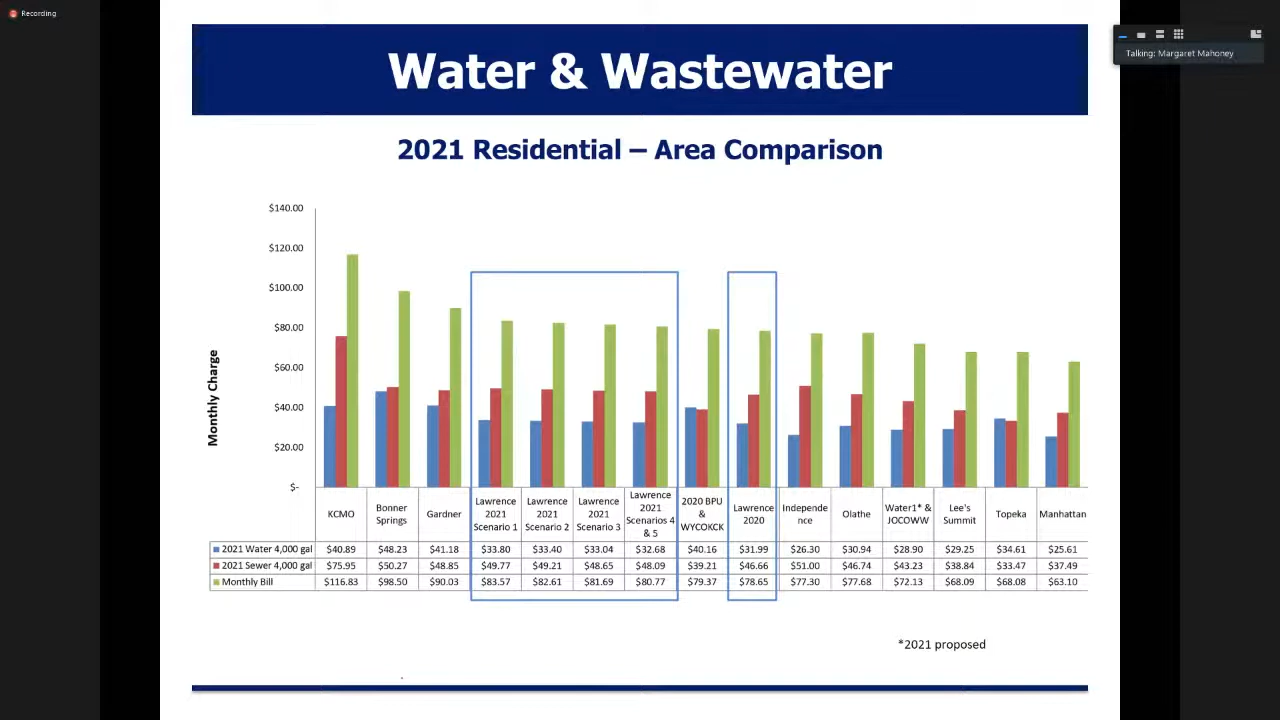 Recording
Talking: Margaret Mahoney
Water & Wastewater
2021 Residential – Area Comparison
Monthly Charge
$140.00
$120.00
$100.00
$80.00
$60.00
$40.00
$20.00
$-
KCMO
Bonner Springs
Gardner
Lawrence 2021 Scenario 1
Lawrence 2021 Scenario 2
Lawrence 2021 Scenario 3
Lawrence 2021 Scenarios 4 & 5
2020 BPU & WYCOKCK
Lawrence 2020
Independence
Olathe
Water1* & JOCOWW
Lee's Summit
Topeka
Manhattan
2021 Water 4,000 gal $40.89 $48.23 $41.18 $33.80 $33.40 $33.04 $32.68 $40.16 $31.99 $26.30 $30.94 $28.90 $29.25 $34.61 $25.61
2021 Sewer 4,000 gal $75.95 $50.27 $48.85 $49.77 $49.21 $48.65 $48.09 $39.21 $46.66 $51.00 $46.74 $43.23 $38.84 $33.47 $37.49
Monthly Bill $116.83 $98.50 $90.03 $83.57 $82.61 $81.69 $80.77 $79.37 $78.65 $77.30 $77.68 $72.13 $68.09 $68.08 $63.10
*2021 proposed